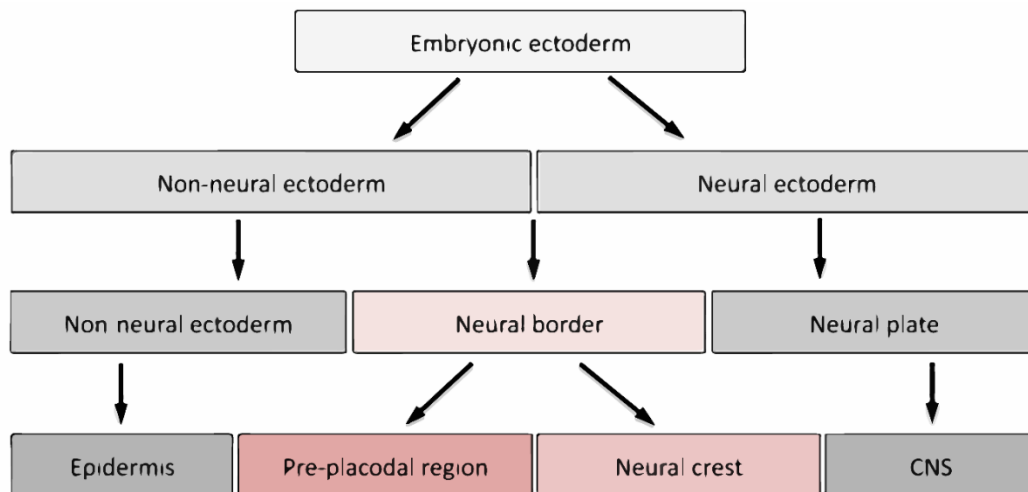 Embryonic ectoderm
Non-neural ectoderm
Neural ectoderm
Non neural ectoderm
Neural border
Neural plate
Epidermis
Pre-placodal region
Neural crest
CNS